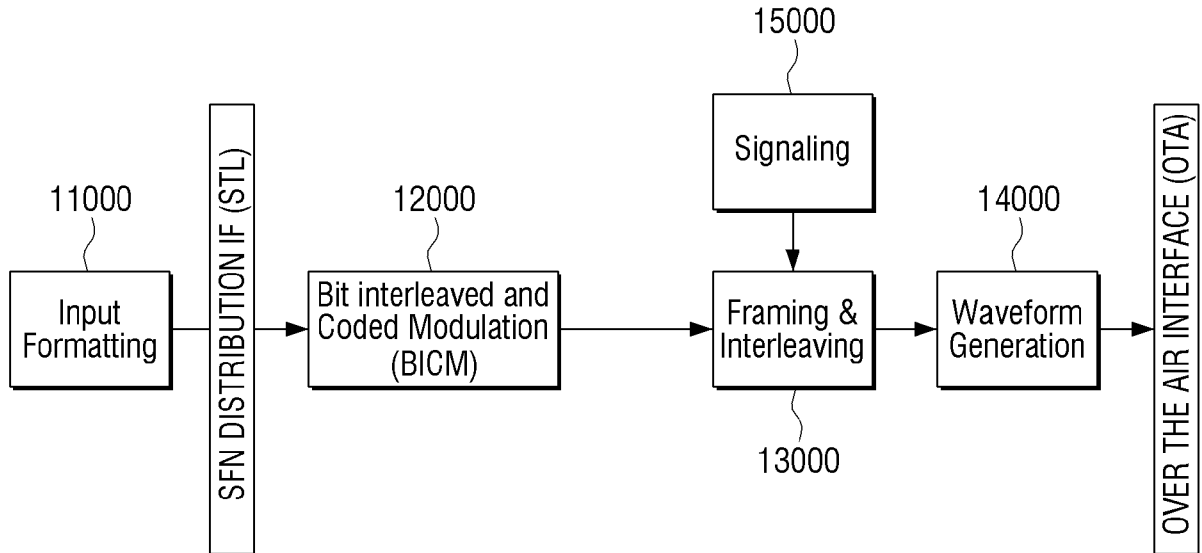 15000
Signaling
11000
Input
Formatting
SFN DISTRIBUTION IF (STL)
12000
Bit interleaved and
Coded Modulation
(BICM)
Framing &
Interleaving
13000
14000
Waveform
Generation
OVER THE AIR INTERFACE (OTA)